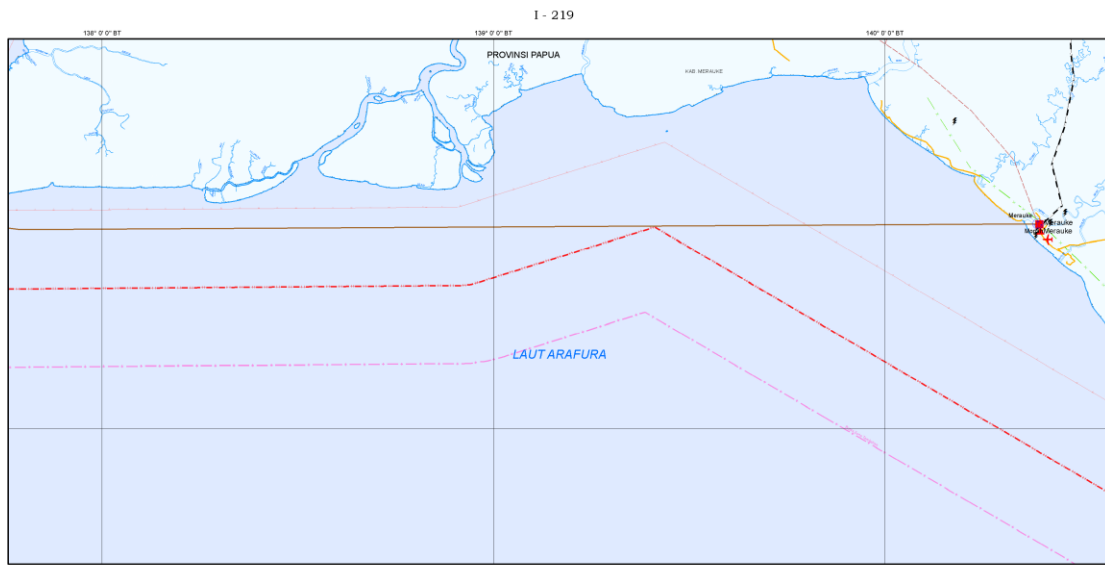 I - 219
138° 0' 0" BT
139° 0' 0" BT
140° 0' 0" BT
PROVINSI PAPUA
KAB. MERAUKE
Merauke
Merauke
Merauke
LAUT ARAFURA